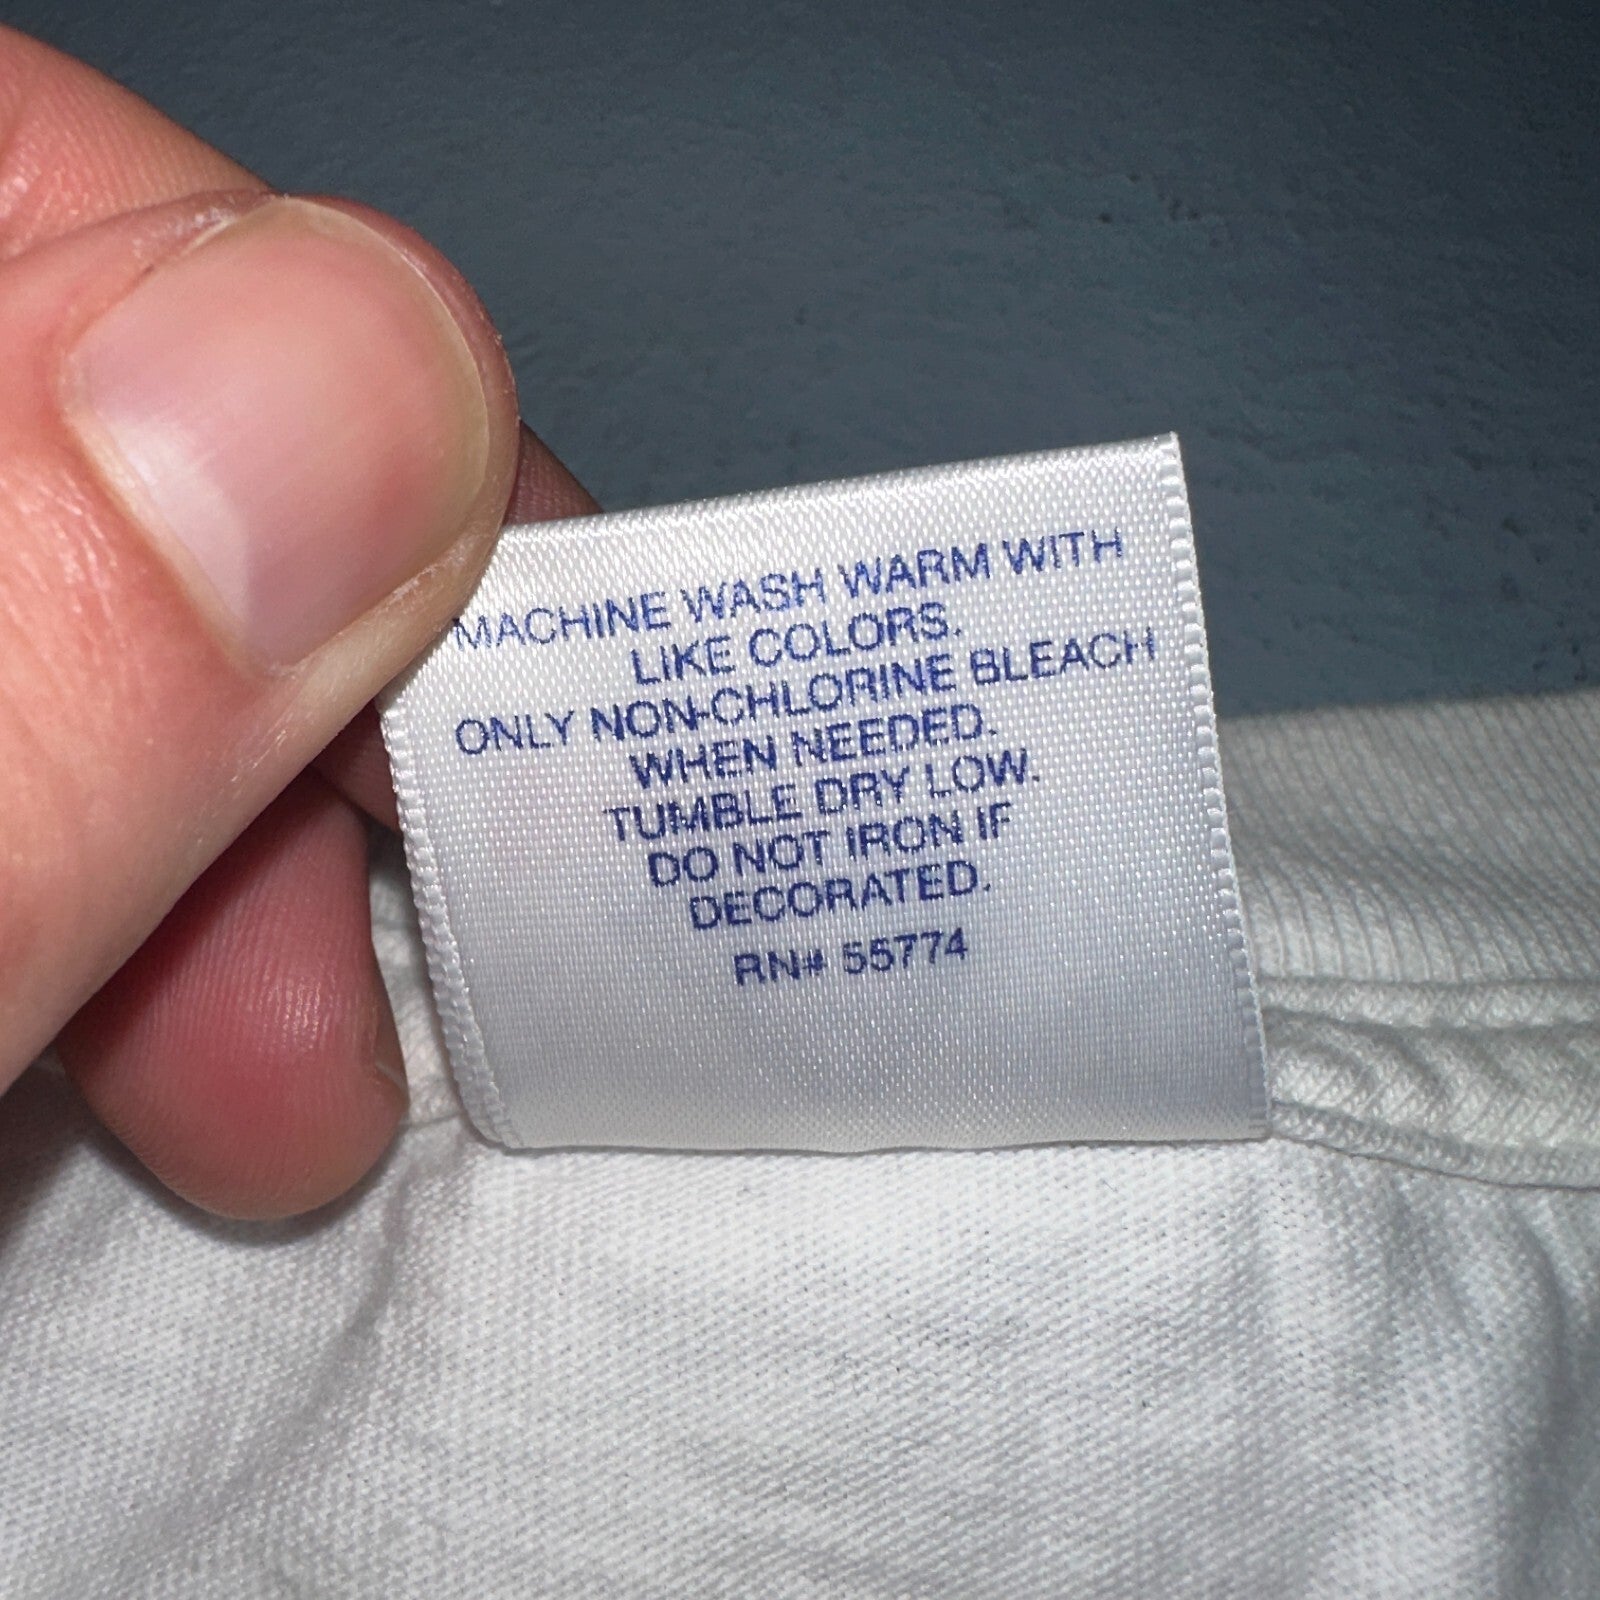 MACHINE WASH WARM WITH
LIKE COLORS.
ONLY NON-CHLORINE BLEACH
WHEN NEEDED.
TUMBLE DRY LOW.
DO NOT IRON IF
DECORATED.
RN# 55774